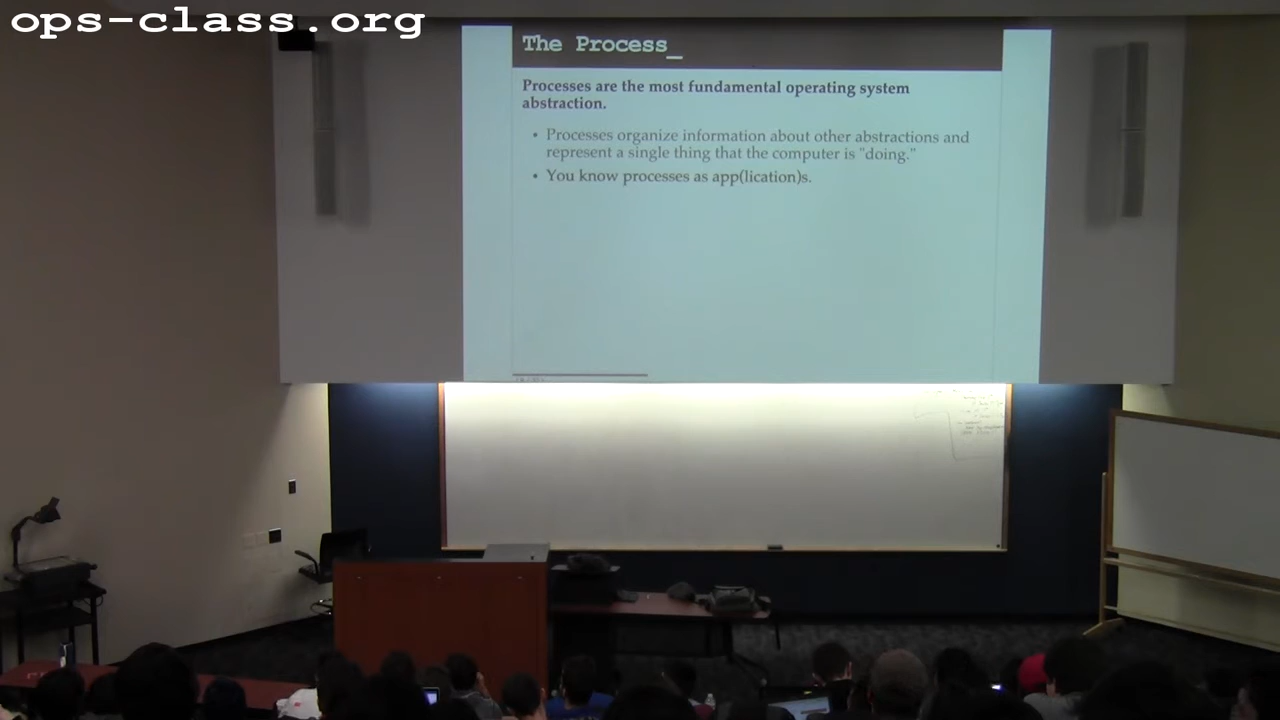 ops-class.org
The Process_
Processes are the most fundamental operating system
abstraction.
• Processes organize information about other abstractions and
represent a single thing that the computer is "doing."
• You know processes as app(lication)s.